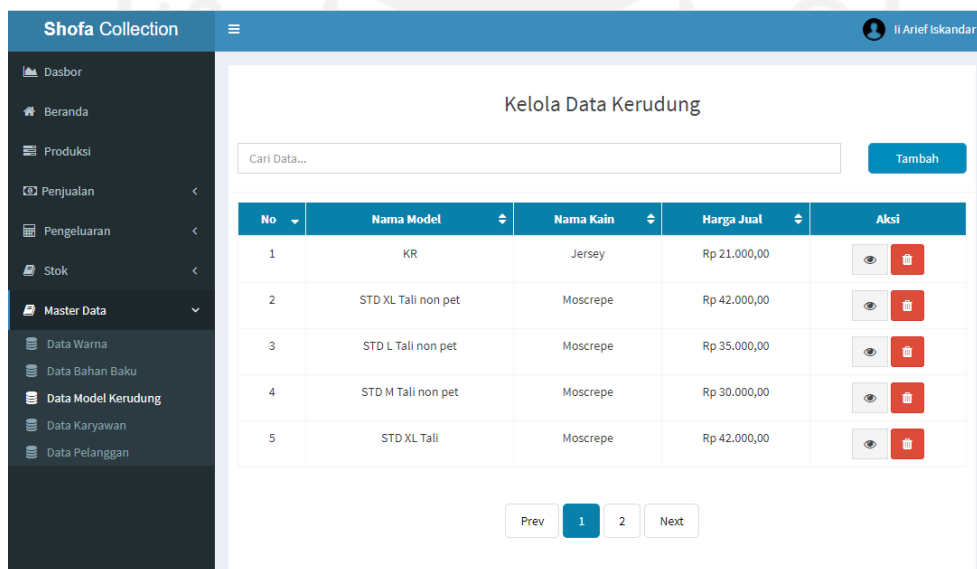 Shofa Collection
Ii Arief Iskandar
Dasbor
Beranda
Produksi
Penjualan
Pengeluaran
Stok
Master Data
Data Warna
Data Bahan Baku
Data Model Kerudung
Data Karyawan
Data Pelanggan
Kelola Data Kerudung
Cari Data...
Tambah
No Nama Model Nama Kain Harga Jual Aksi
1 KR Jersey Rp 21.000,00
2 STD XL Tali non pet Moscrepe Rp 42.000,00
3 STD L Tali non pet Moscrepe Rp 35.000,00
4 STD M Tali non pet Moscrepe Rp 30.000,00
5 STD XL Tali Moscrepe Rp 42.000,00
Prev 1 2 Next